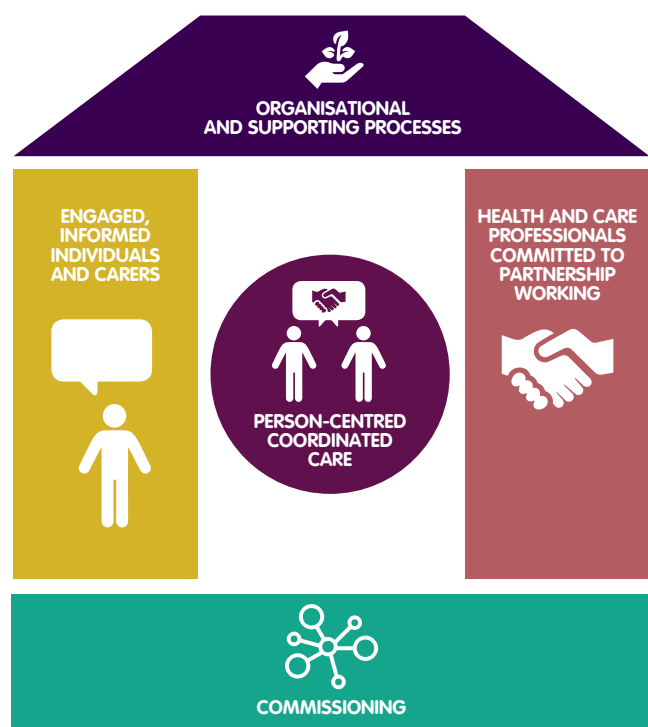 ORGANISATIONAL
AND SUPPORTING PROCESSES
ENGAGED,
INFORMED
INDIVIDUALS
AND CARERS
PERSON-CENTRED
COORDINATED
CARE
HEALTH AND CARE
PROFESSIONALS
COMMITTED TO
PARTNERSHIP
WORKING
COMMISSIONING